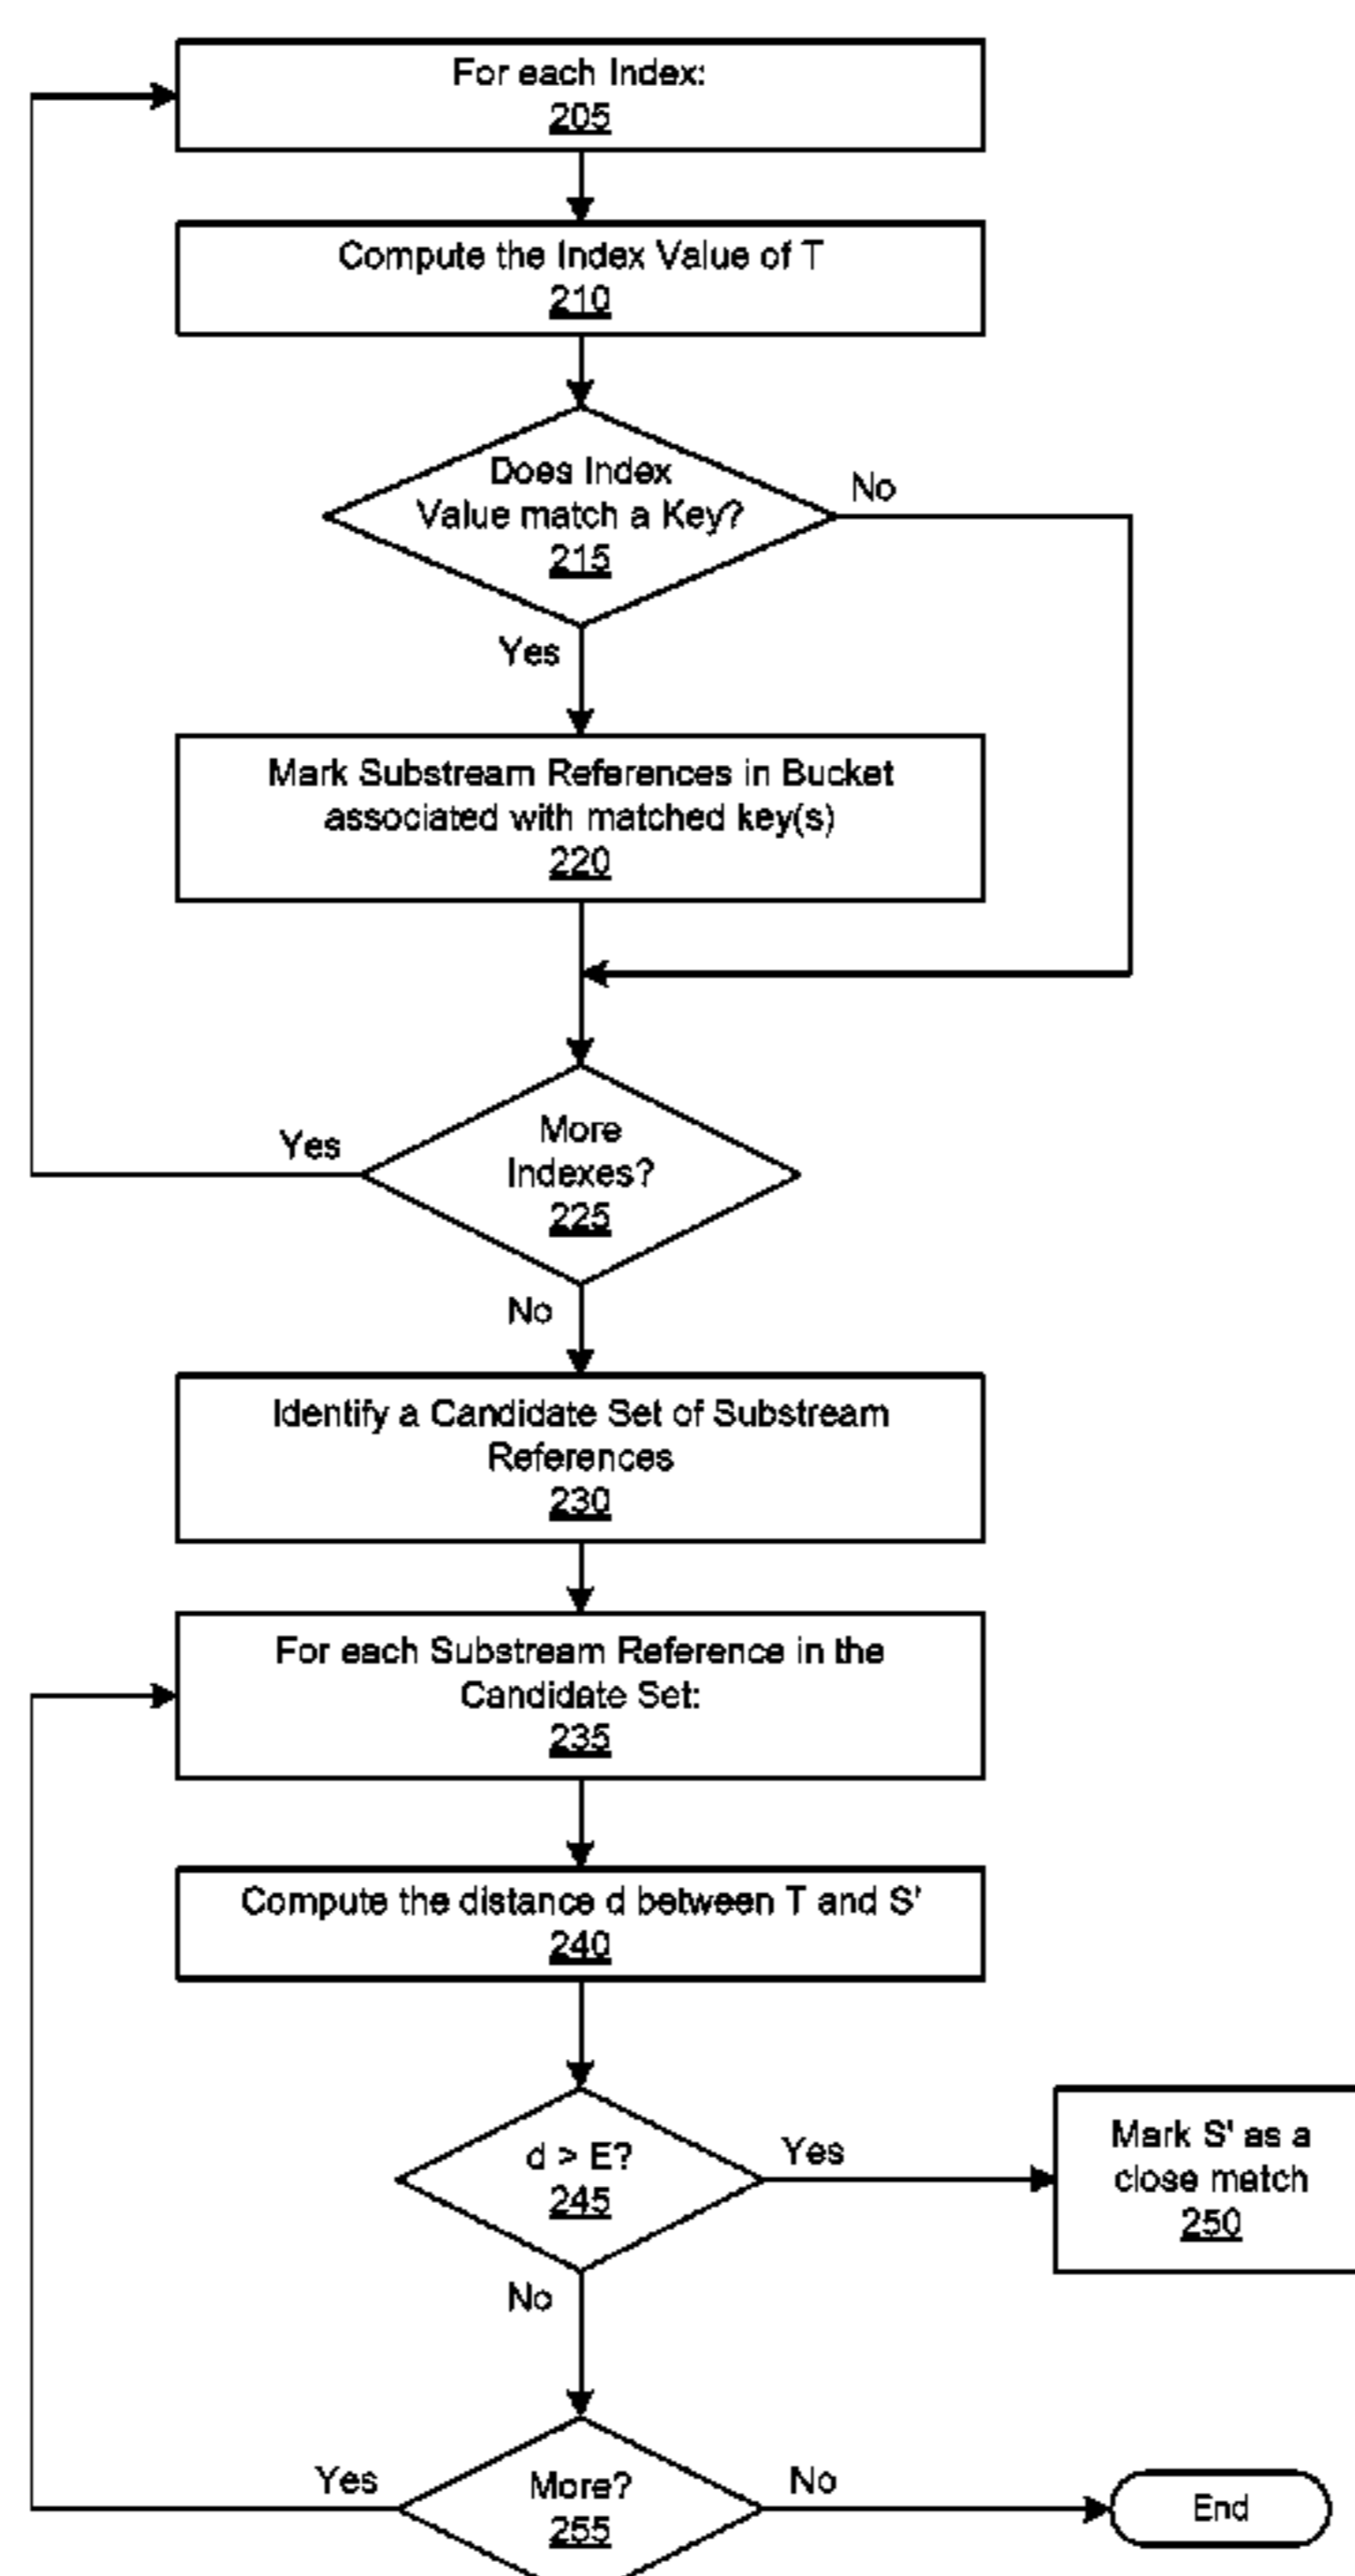 For each Index:
205
Compute the Index Value of T
210
Does Index
Value match a Key?
215
No
Yes
Mark Substream References in Bucket
associated with matched key(s)
220
More
Indexes?
225
Yes
No
Identify a Candidate Set of Substream
References
230
For each Substream Reference in the
Candidate Set:
235
Compute the distance d between T and S'
240
d > E?
245
Yes
Mark S' as a
close match
250
No
More?
255
Yes
No
End